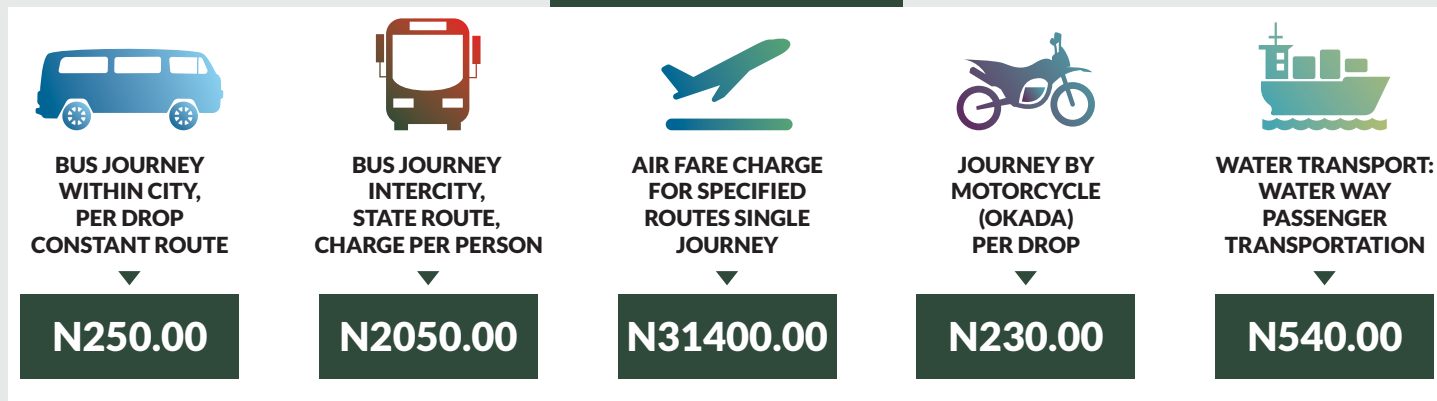 BUS JOURNEY
WITHIN CITY,
PER DROP
CONSTANT ROUTE
N250.00
BUS JOURNEY
INTERCITY,
STATE ROUTE,
CHARGE PER PERSON
N2050.00
AIR FARE CHARGE
FOR SPECIFIED
ROUTES SINGLE
JOURNEY
N31400.00
JOURNEY BY
MOTORCYCLE
(OKADA)
PER DROP
N230.00
WATER TRANSPORT:
WATER WAY
PASSENGER
TRANSPORTATION
N540.00